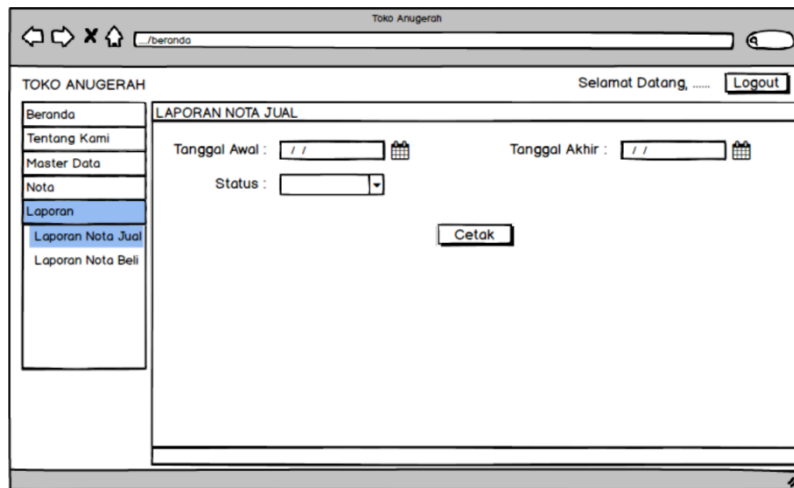 Toko Anugerah
.../beranda
TOKO ANUGERAH
Selamat Datang, ...... Logout
Beranda
LAPORAN NOTA JUAL
Tentang Kami
Tanggal Awal : / /
Tanggal Akhir : / /
Master Data
Nota
Status :
Laporan
Laporan Nota Jual
Cetak
Laporan Nota Beli